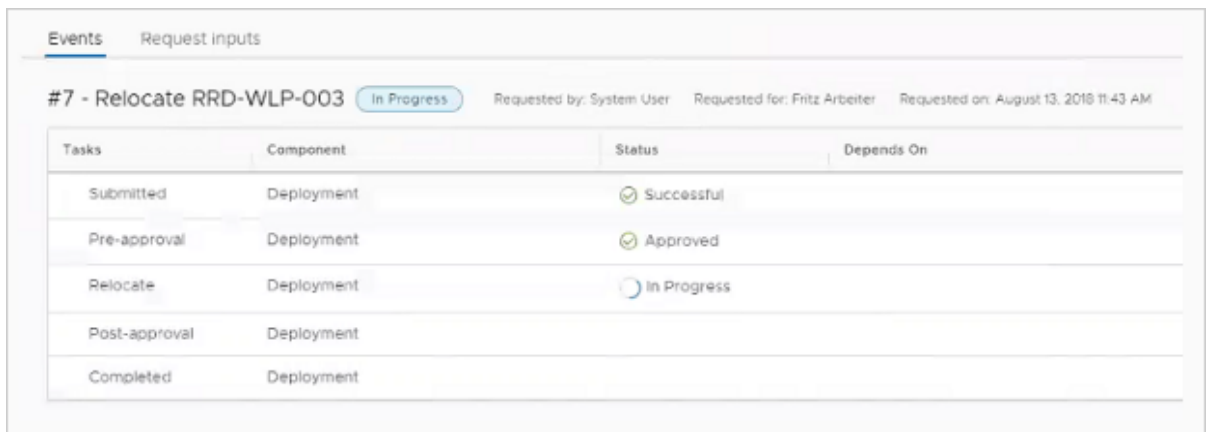 Events Request inputs
#7 - Relocate RRD-WLP-003 In Progress Requested by: System User Requested for: Fritz Arbeiter Requested on: August 13, 2018 11:43 AM
Tasks Component Status Depends On
Submitted Deployment Successful
Pre-approval Deployment Approved
Relocate Deployment In Progress
Post-approval Deployment
Completed Deployment